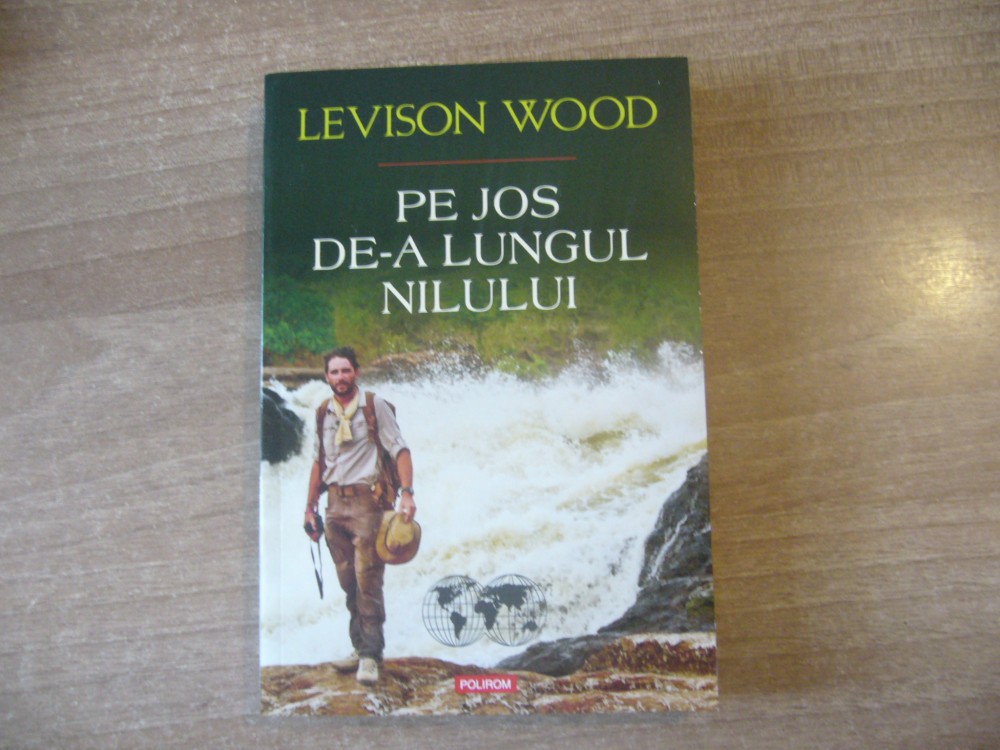 LEVISON WOOD
PE JOS
DE-A LUNGUL
NILULUI
POLIROM